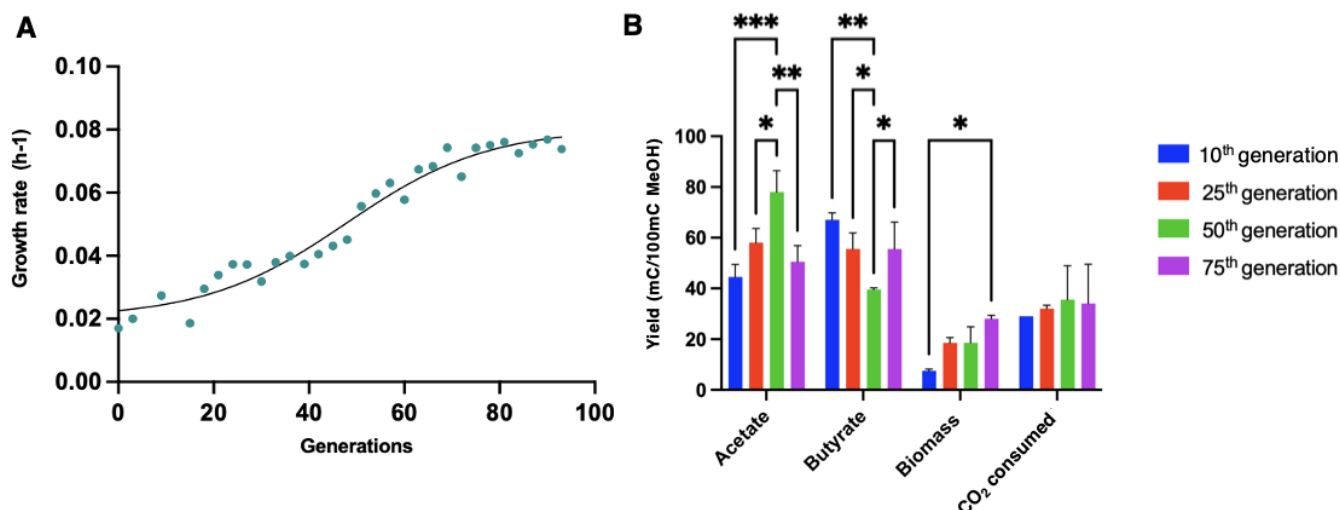 A
Growth rate (h-1)
0.10
0.08
0.06
0.04
0.02
0.00
0 20 40 60 80 100
Generations
B
*** **
** *
* * *
Yield (mC/100mC MeOH)
100
80
60
40
20
0
Acetate
Butyrate
Biomass
CO₂ consumed
10th generation
25th generation
50th generation
75th generation